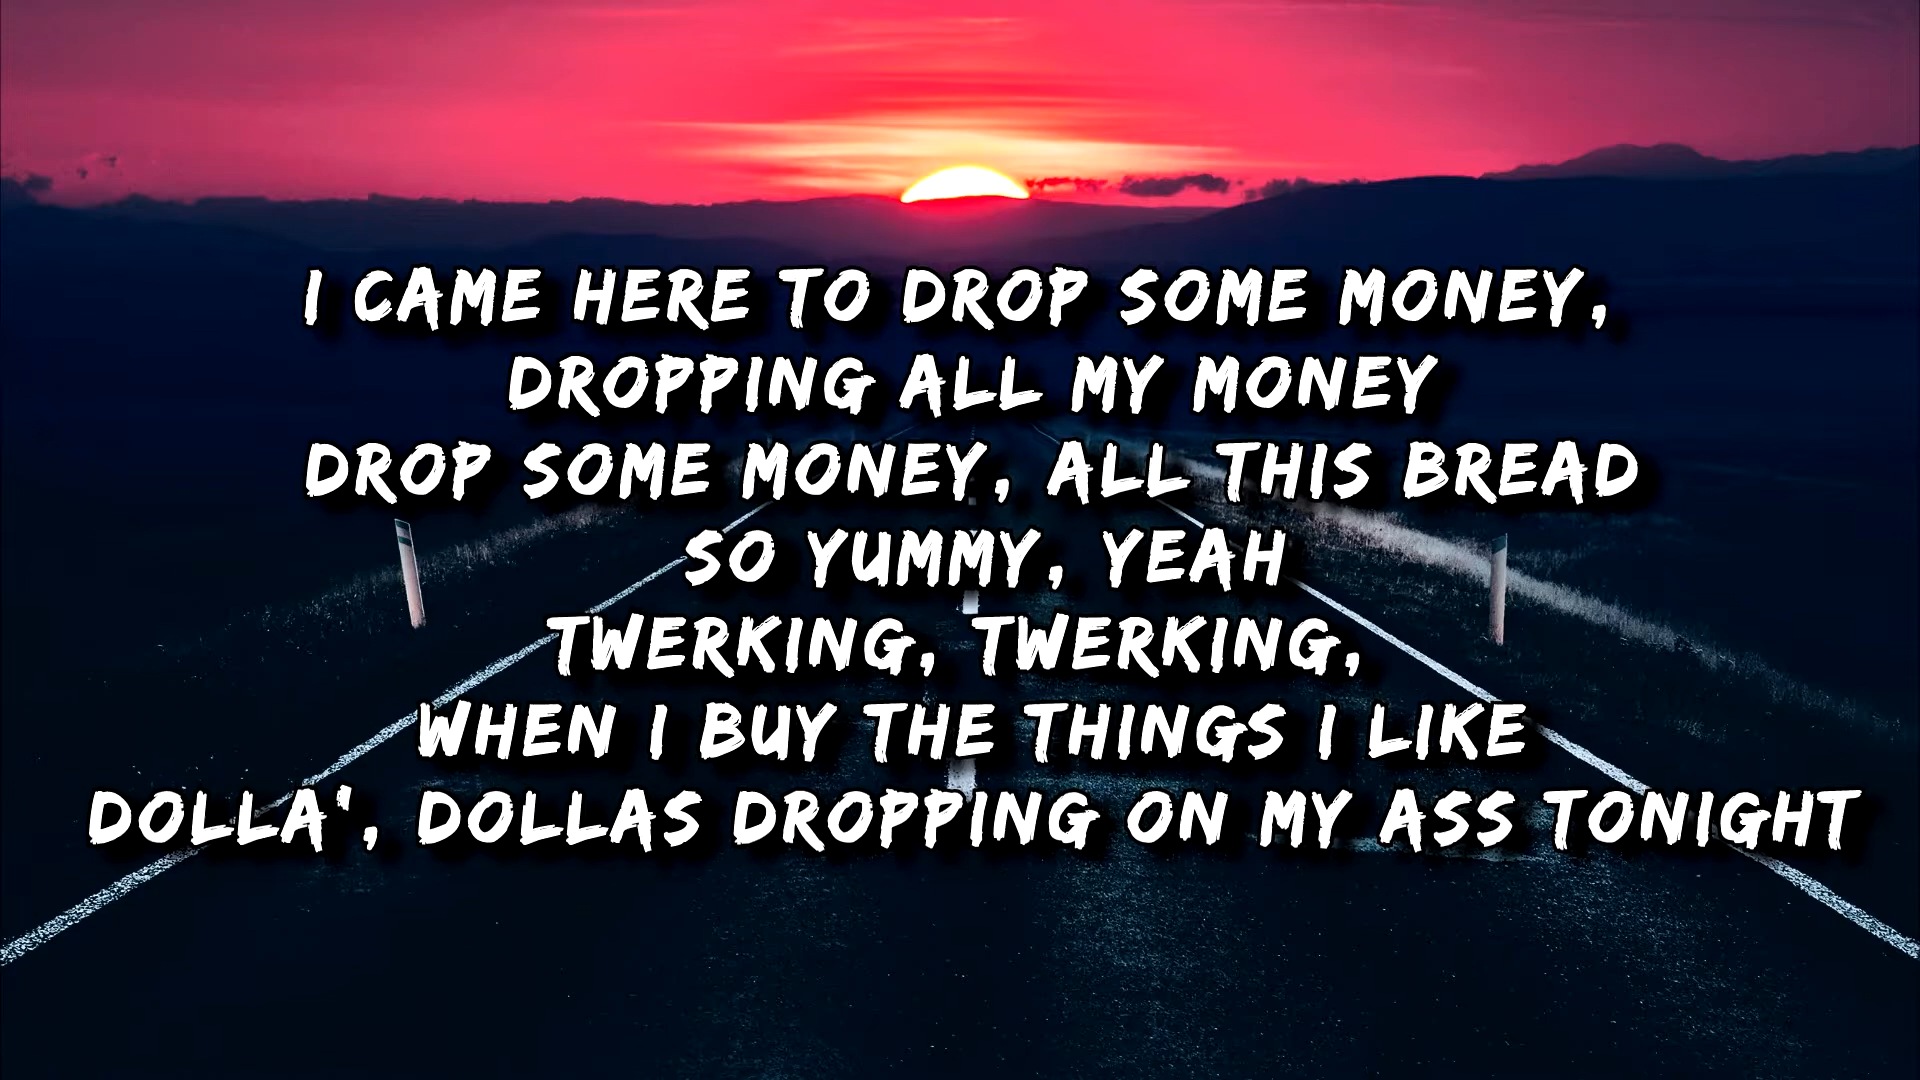 I CAME HERE TO DROP SOME MONEY,
DROPPING ALL MY MONEY
DROP SOME MONEY, ALL THIS BREAD
SO YUMMY, YEAH
TWERKING, TWERKING,
WHEN I BUY THE THINGS I LIKE
DOLLA', DOLLAS DROPPING ON MY ASS TONIGHT